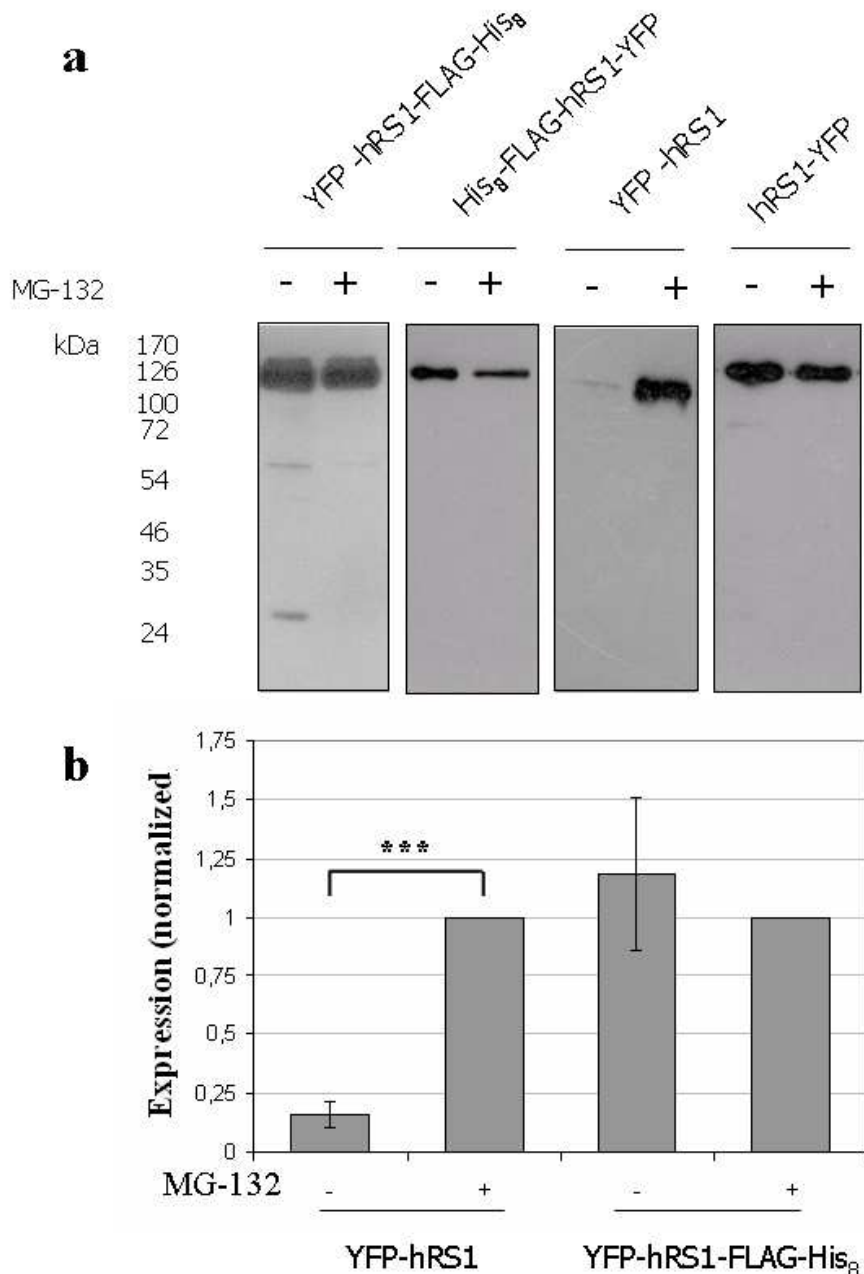 a
YFP -hRS1-FLAG-His8
His8-FLAG-hRS1-YFP
YFP -hRS1
hRS1-YFP
MG-132 - + - + - + - +
kDa
170
126
100
72
54
46
35
24
b
Expression (normalized
1,75
1,5
1,25
1
0,75
0,5
0,25
0
***
MG-132 - + - +
YFP-hRS1 YFP-hRS1-FLAG-His8